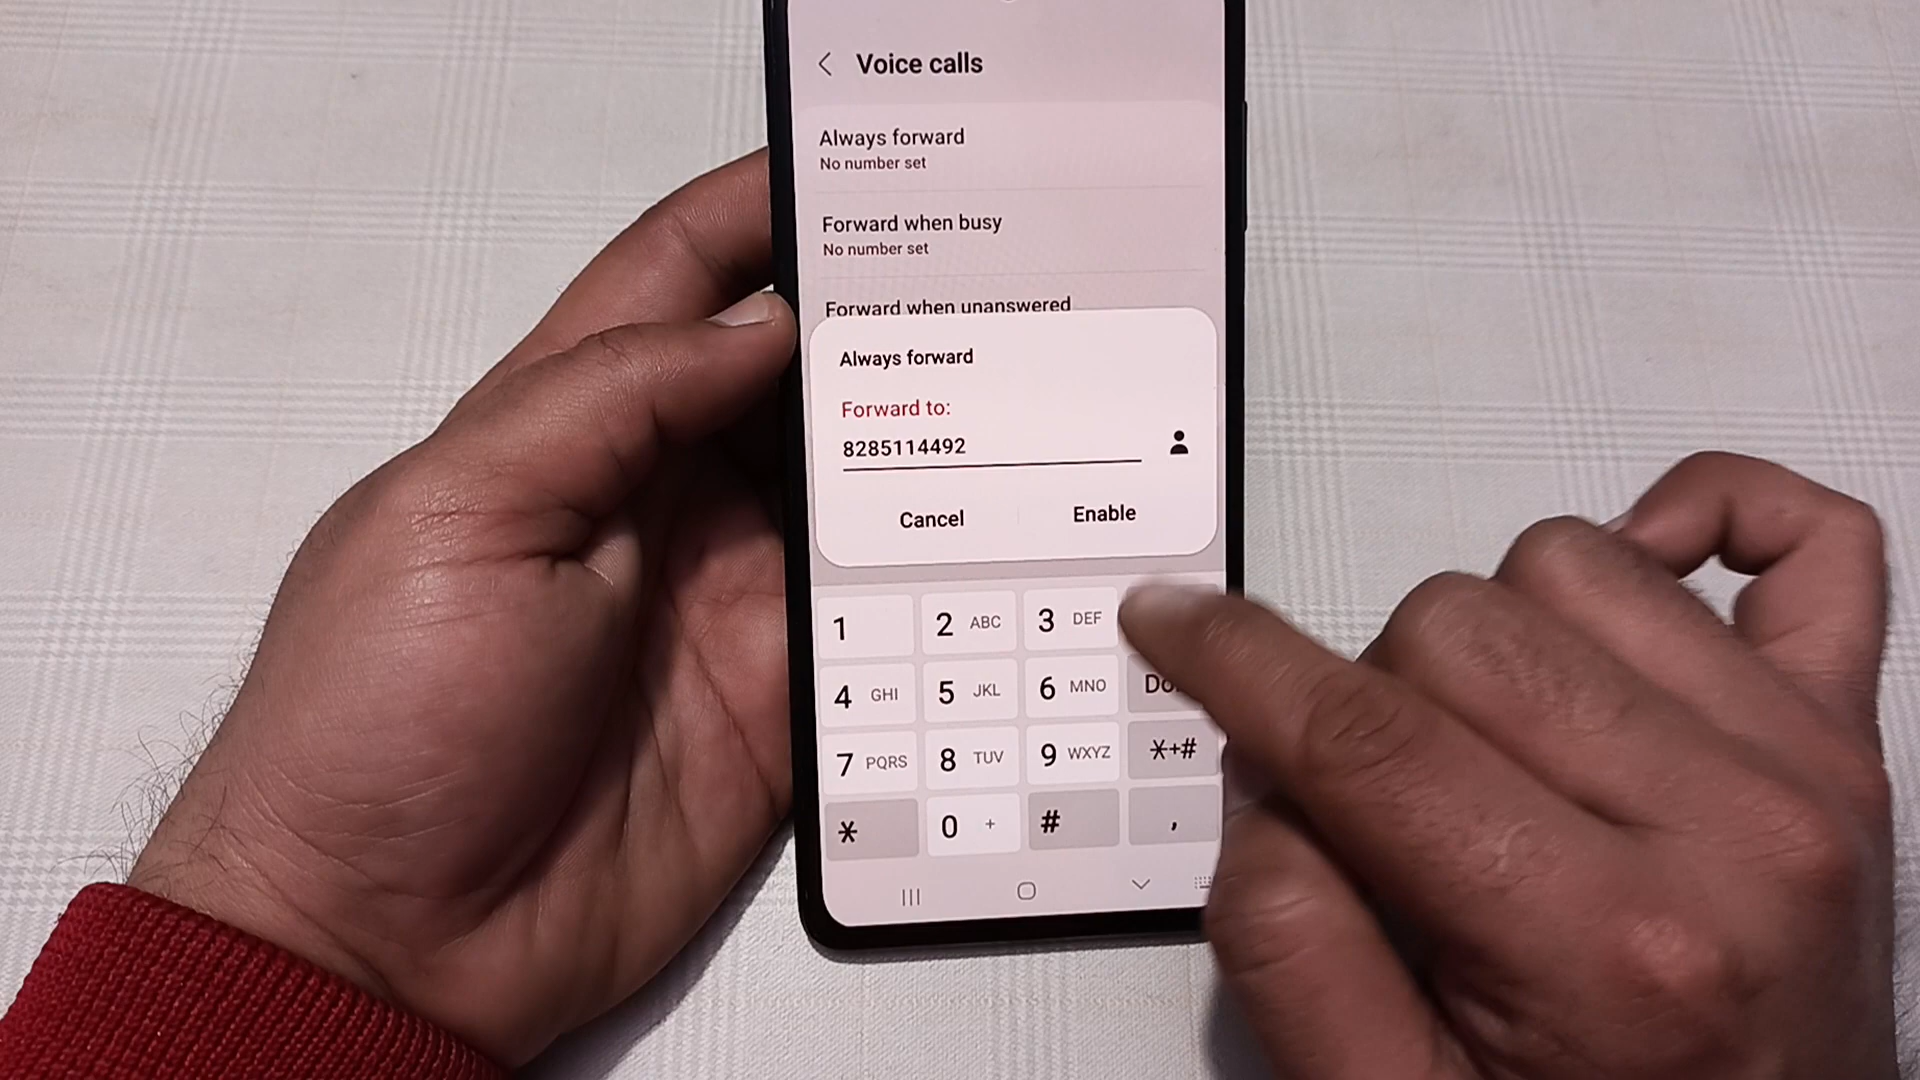 Voice calls
Always forward
No number set
Forward when busy
No number set
Forward when unanswered
Always forward
Forward to:
8285114492
Cancel Enable
1 2 ABC 3 DEF
4 GHI 5 JKL 6 MNO
7 PQRS 8 TUV 9 WXYZ *+#
* 0 + # ,